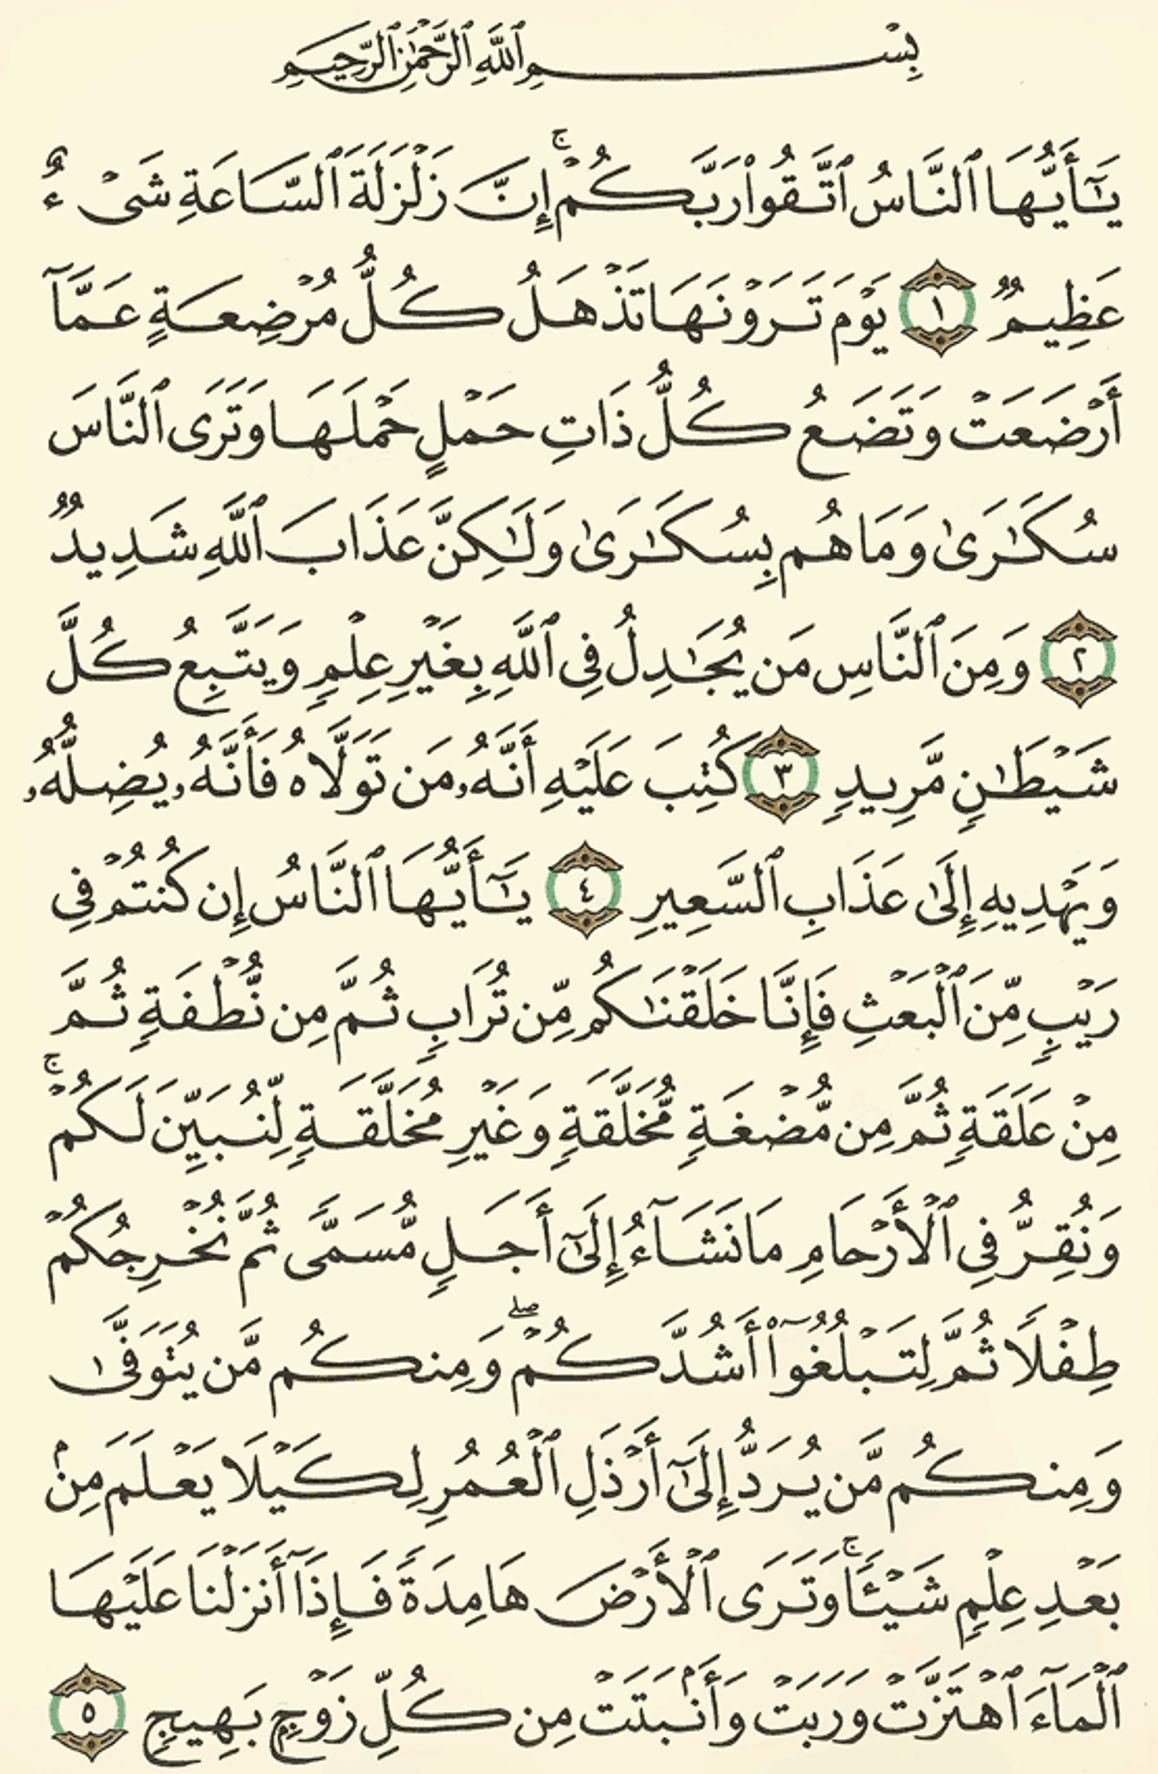 بِسْمِ ٱللَّهِ ٱلرَّحْمَٰنِ ٱلرَّحِيمِ
يَٰٓأَيُّهَا ٱلنَّاسُ ٱتَّقُوا۟ رَبَّكُمْ ۚ إِنَّ زَلْزَلَةَ ٱلسَّاعَةِ شَىْءٌ
عَظِيمٌ ١ يَوْمَ تَرَوْنَهَا تَذْهَلُ كُلُّ مُرْضِعَةٍ عَمَّآ
أَرْضَعَتْ وَتَضَعُ كُلُّ ذَاتِ حَمْلٍ حَمْلَهَا وَتَرَى ٱلنَّاسَ
سُكَٰرَىٰ وَمَا هُم بِسُكَٰرَىٰ وَلَٰكِنَّ عَذَابَ ٱللَّهِ شَدِيدٌ
٢ وَمِنَ ٱلنَّاسِ مَن يُجَٰدِلُ فِى ٱللَّهِ بِغَيْرِ عِلْمٍ وَيَتَّبِعُ كُلَّ
شَيْطَٰنٍ مَّرِيدٍ ٣ كُتِبَ عَلَيْهِ أَنَّهُۥ مَن تَوَلَّاهُ فَأَنَّهُۥ يُضِلُّهُۥ
وَيَهْدِيهِ إِلَىٰ عَذَابِ ٱلسَّعِيرِ ٤ يَٰٓأَيُّهَا ٱلنَّاسُ إِن كُنتُمْ فِى
رَيْبٍ مِّنَ ٱلْبَعْثِ فَإِنَّا خَلَقْنَٰكُم مِّن تُرَابٍ ثُمَّ مِن نُّطْفَةٍ ثُمَّ
مِنْ عَلَقَةٍ ثُمَّ مِن مُّضْغَةٍ مُّخَلَّقَةٍ وَغَيْرِ مُخَلَّقَةٍ لِّنُبَيِّنَ لَكُمْ ۚ
وَنُقِرُّ فِى ٱلْأَرْحَامِ مَا نَشَآءُ إِلَىٰٓ أَجَلٍ مُّسَمًّى ثُمَّ نُخْرِجُكُمْ
طِفْلًا ثُمَّ لِتَبْلُغُوٓا۟ أَشُدَّكُمْ ۖ وَمِنكُم مَّن يُتَوَفَّىٰ
وَمِنكُم مَّن يُرَدُّ إِلَىٰٓ أَرْذَلِ ٱلْعُمُرِ لِكَيْلَا يَعْلَمَ مِنۢ
بَعْدِ عِلْمٍ شَيْـًٔا ۚ وَتَرَى ٱلْأَرْضَ هَامِدَةً فَإِذَآ أَنزَلْنَا عَلَيْهَا
ٱلْمَآءَ ٱهْتَزَّتْ وَرَبَتْ وَأَنۢبَتَتْ مِن كُلِّ زَوْجٍۭ بَهِيجٍ ٥